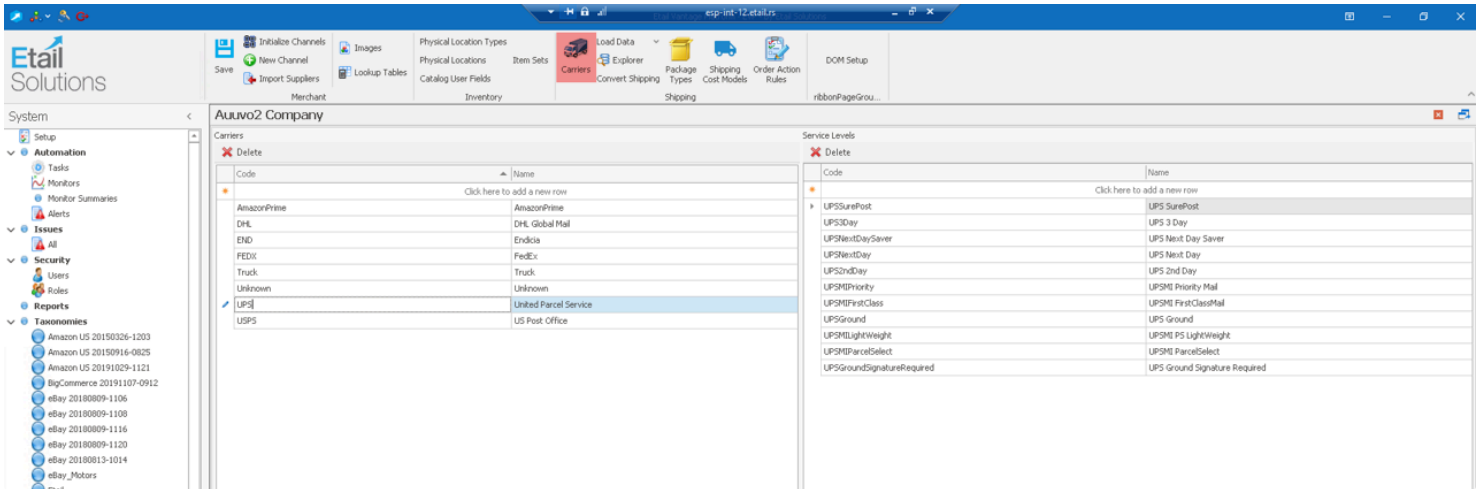 esp-int-12.etail.rs
Etail
Solutions
Save
Initialize Channels
New Channel
Import Suppliers
Images
Lookup Tables
Merchant
Physical Location Types
Physical Locations
Item Sets
Catalog User Fields
Inventory
Carriers
Load Data
Explorer
Convert Shipping
Package Types
Shipping Cost Models
Order Action Rules
Shipping
DOM Setup
ribbonPageGrou...
System
Setup
Automation
Tasks
Monitors
Monitor Summaries
Alerts
Issues
All
Security
Users
Roles
Reports
Taxonomies
Amazon US 20150326-1203
Amazon US 20150916-0825
Amazon US 20191029-1121
BigCommerce 20191107-0912
eBay 20180809-1106
eBay 20180809-1108
eBay 20180809-1116
eBay 20180809-1120
eBay 20180813-1014
eBay_Motors
Auuvo2 Company
Carriers
Delete
Code Name
Click here to add a new row
AmazonPrime AmazonPrime
DHL DHL Global Mail
END Endicia
FEDX FedEx
Truck Truck
Unknown Unknown
UPS United Parcel Service
USPS US Post Office
Service Levels
Delete
Code Name
Click here to add a new row
UPSSurePost UPS SurePost
UPS3Day UPS 3 Day
UPSNextDaySaver UPS Next Day Saver
UPSNextDay UPS Next Day
UPS2ndDay UPS 2nd Day
UPSMIPriority UPSMI Priority Mail
UPSMIFirstClass UPSMI FirstClassMail
UPSGround UPS Ground
UPSMILightWeight UPSMI PS LightWeight
UPSMIParcelSelect UPSMI ParcelSelect
UPSGroundSignatureRequired UPS Ground Signature Required